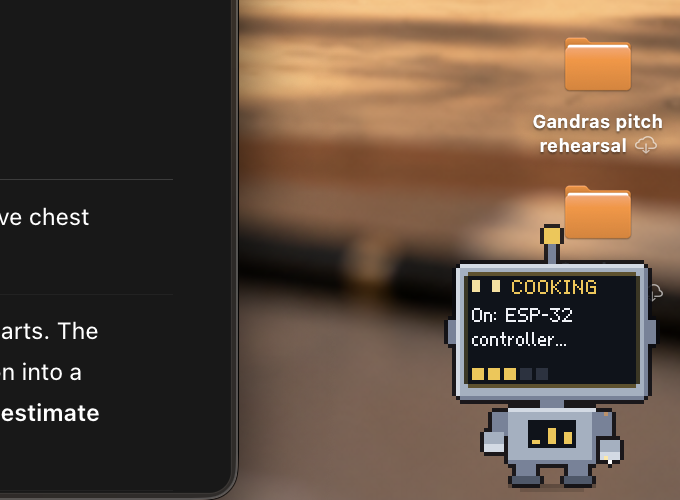 ve chest
arts. The
n into a
estimate
Gandras pitch
rehearsal
COOKING
On: ESP-32
controller...